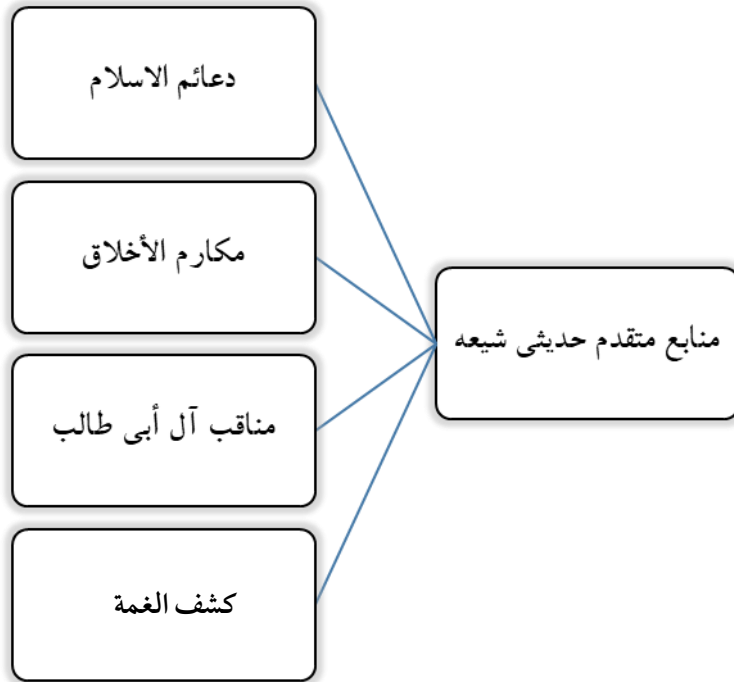 منابع متقدم حدیثی شیعه
دعائم الاسلام
مکارم الأخلاق
مناقب آل أبی طالب
کشف الغمة